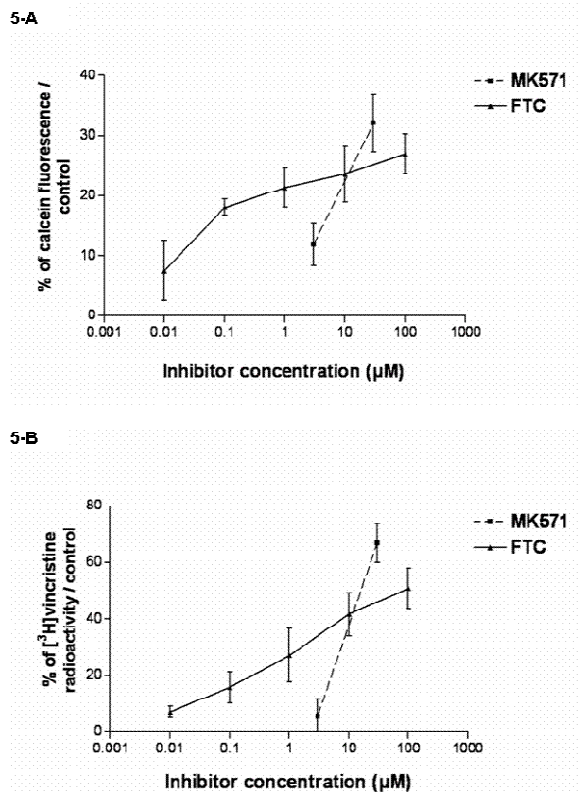 5-A
MK571
FTC
% of calcein fluorescence /
control
40
30
20
10
0
0.001 0.01 0.1 1 10 100 1000
Inhibitor concentration (µM)
5-B
MK571
FTC
% of [³H]vincristine
radioactivity / control
80
60
40
20
0
0.001 0.01 0.1 1 10 100 1000
Inhibitor concentration (µM)